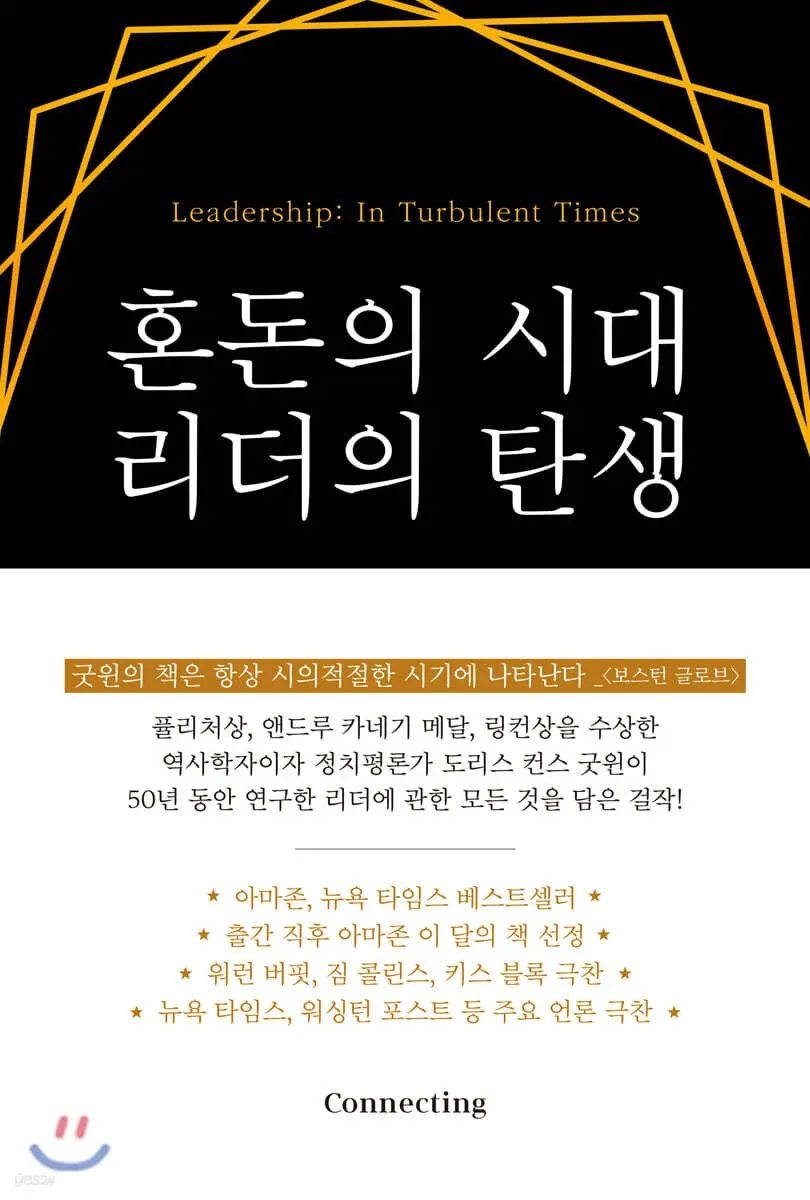 Leadership: In Turbulent Times
혼돈의 시대
리더의 탄생
굿윈의 책은 항상 시의적절한 시기에 나타난다 _<보스턴 글로브>
퓰리처상, 앤드루 카네기 메달, 링컨상을 수상한
역사학자이자 정치평론가 도리스 컨스 굿윈이
50년 동안 연구한 리더에 관한 모든 것을 담은 걸작!
★ 아마존, 뉴욕 타임스 베스트셀러 ★
★ 출간 직후 아마존 이 달의 책 선정 ★
★ 워런 버핏, 짐 콜린스, 키스 블록 극찬 ★
★ 뉴욕 타임스, 워싱턴 포스트 등 주요 언론 극찬 ★
Connecting
yes24